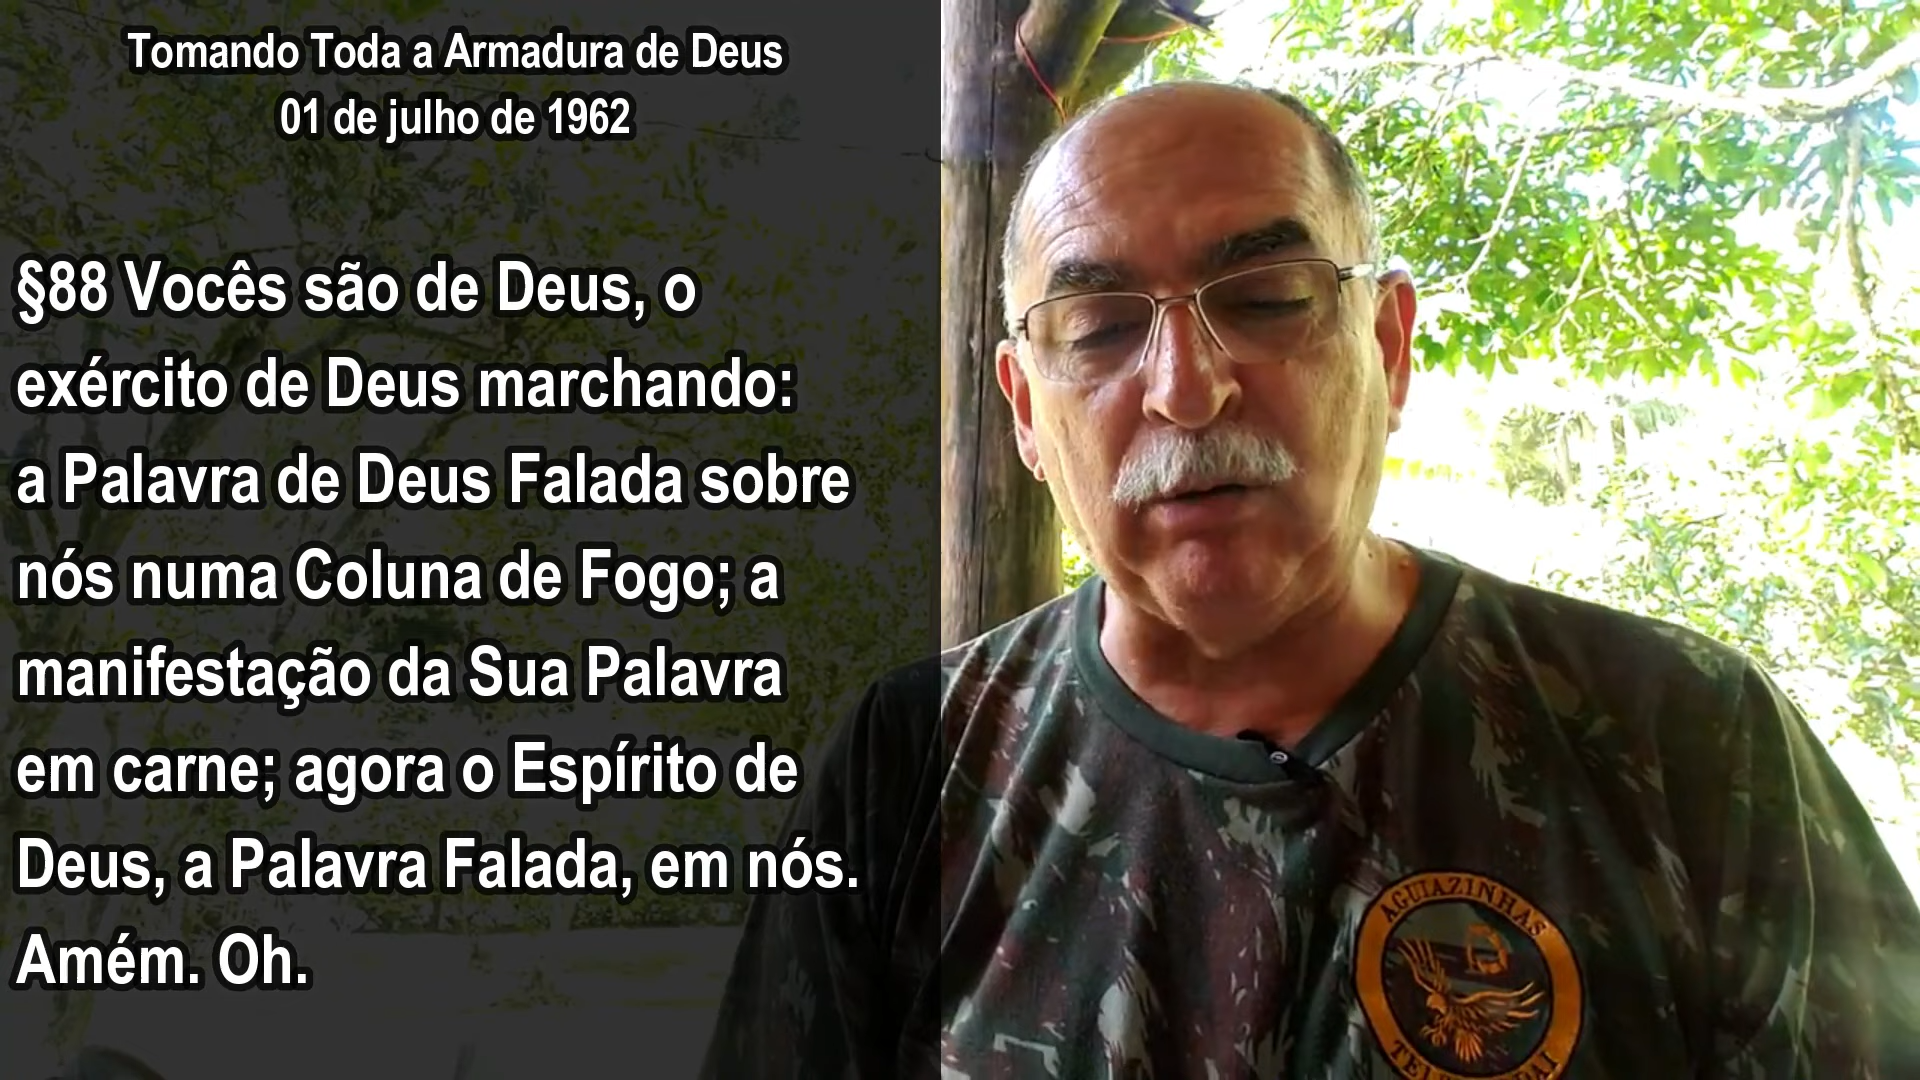 Tomando Toda a Armadura de Deus
01 de julho de 1962
§88 Vocês são de Deus, o
exército de Deus marchando:
a Palavra de Deus Falada sobre
nós numa Coluna de Fogo; a
manifestação da Sua Palavra
em carne; agora o Espírito de
Deus, a Palavra Falada, em nós.
Amém. Oh.
AGUIAZINHAS